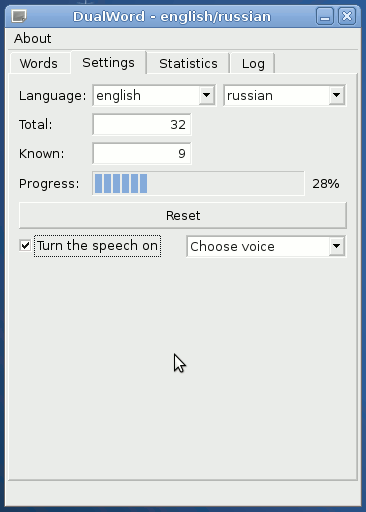 DualWord - english/russian
About
Words Settings Statistics Log
Language: english russian
Total: 32
Known: 9
Progress: 28%
Reset
Turn the speech on Choose voice